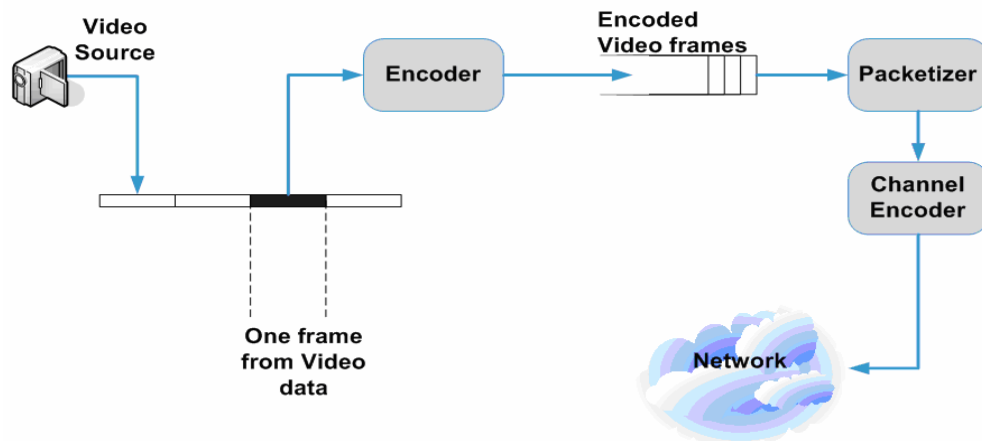 Video
Source
Encoder
Encoded
Video frames
Packetizer
Channel
Encoder
One frame
from Video
data
Network